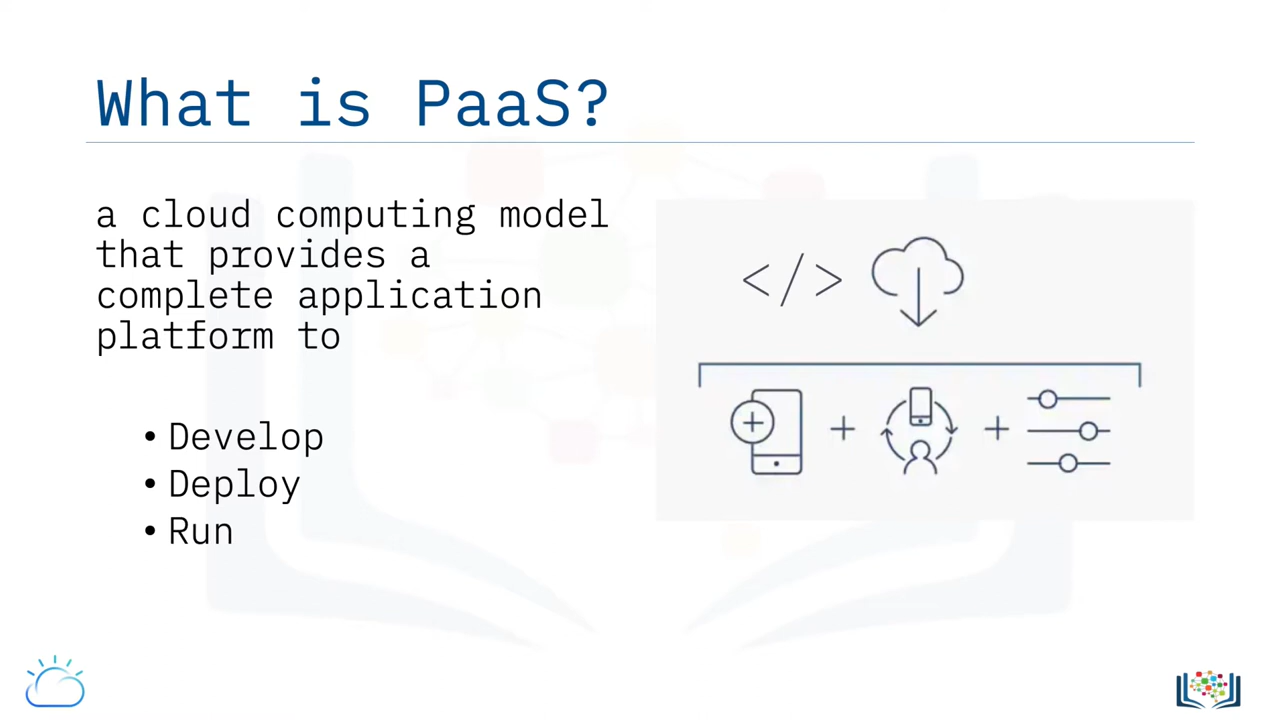 What is PaaS?
a cloud computing model
that provides a
complete application
platform to
• Develop
• Deploy
• Run